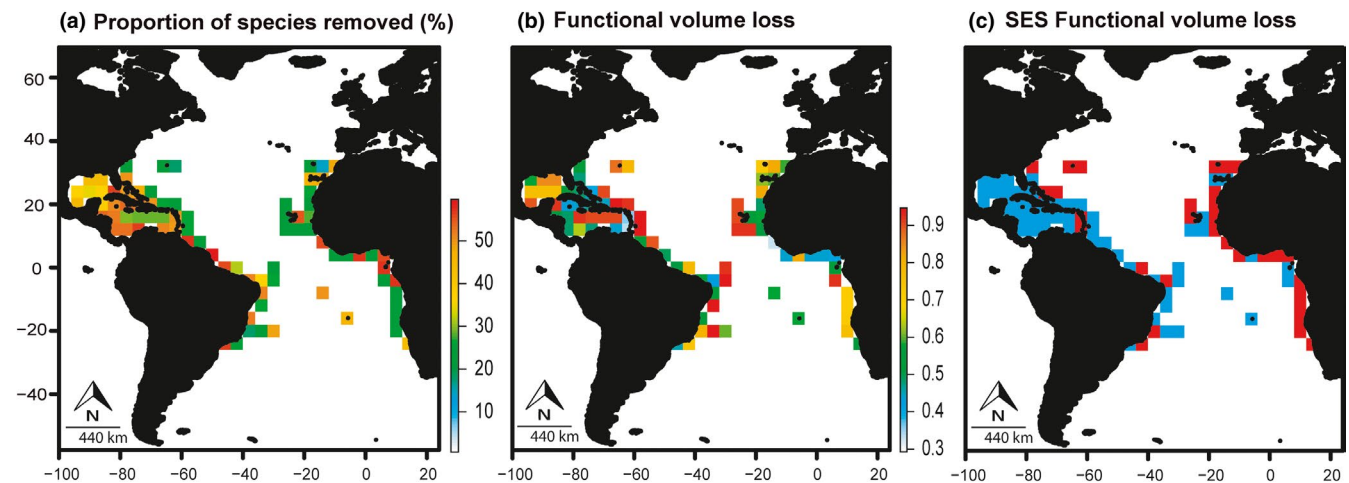 (a) Proportion of species removed (%)
(b) Functional volume loss
(c) SES Functional volume loss
60
40
20
0
−20
−40
−100 −80 −60 −40 −20 0 20
N
440 km
50
40
30
20
10
−100 −80 −60 −40 −20 0 20
N
440 km
0.9
0.8
0.7
0.6
0.5
0.4
0.3
−100 −80 −60 −40 −20 0 20
N
440 km